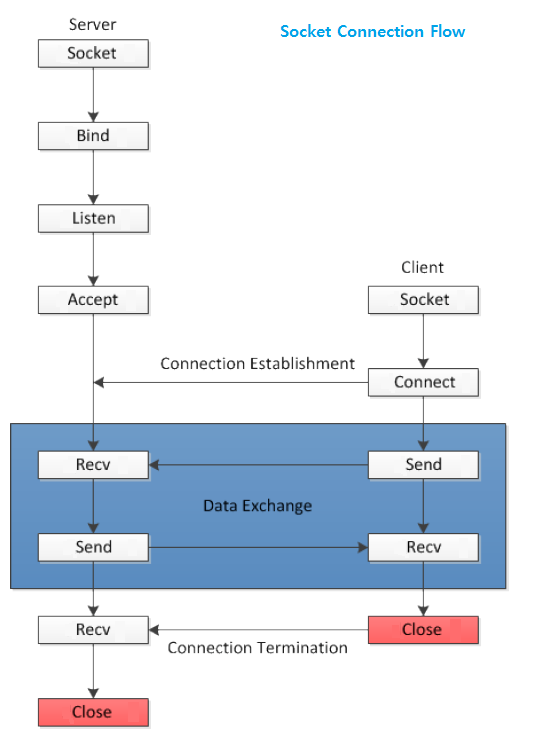 Server
Socket Connection Flow
Socket
Bind
Listen
Client
Accept
Socket
Connection Establishment
Connect
Recv
Send
Data Exchange
Send
Recv
Recv
Close
Connection Termination
Close